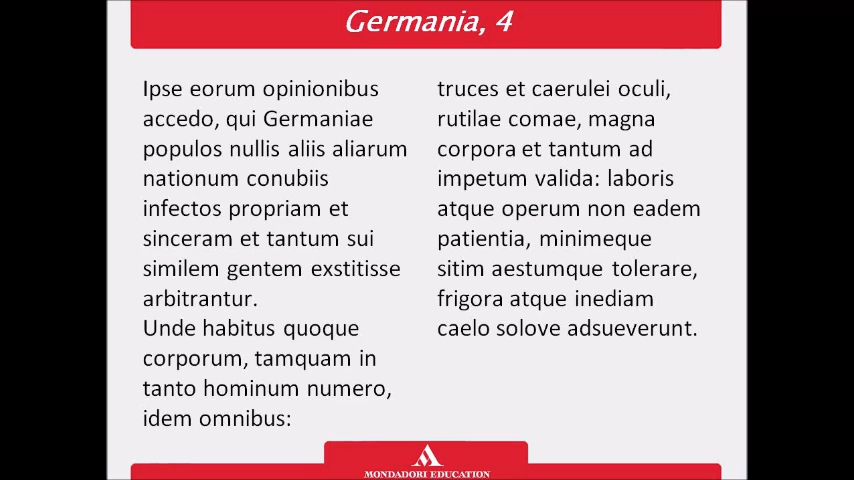 Germania, 4
Ipse eorum opinionibus
accedo, qui Germaniae
populos nullis aliis aliarum
nationum conubiis
infectos propriam et
sinceram et tantum sui
similem gentem exstitisse
arbitrantur.
Unde habitus quoque
corporum, tamquam in
tanto hominum numero,
idem omnibus:
truces et caerulei oculi,
rutilae comae, magna
corpora et tantum ad
impetum valida: laboris
atque operum non eadem
patientia, minimeque
sitim aestumque tolerare,
frigora atque inediam
caelo solove adsueverunt.
MONDADORI EDUCATION